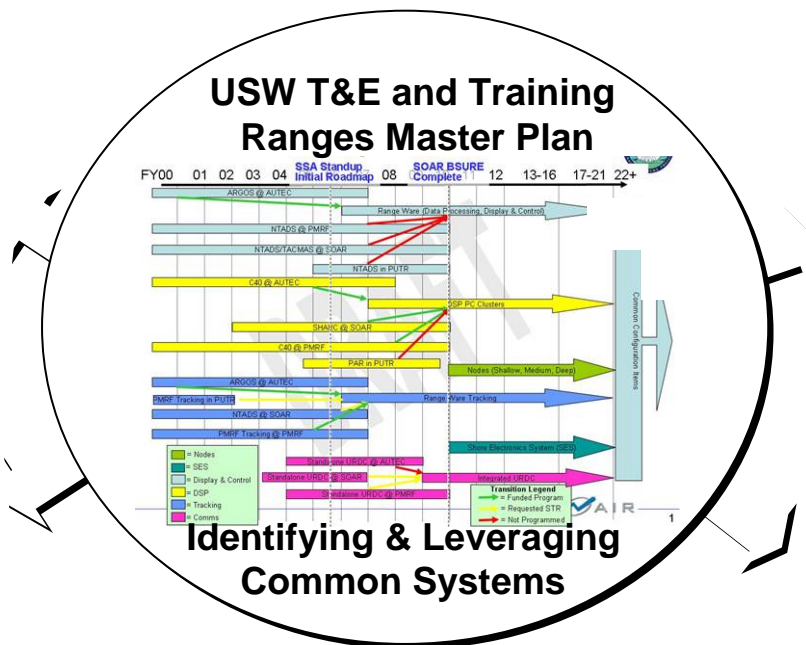 USW T&E and Training
Ranges Master Plan
SSA Standup
Initial Roadmap
SOAR BSURE
Complete
FY00 01 02 03 04 08 11 12 13-16 17-21 22+
ARGOS @ AUTEC
Range Ware (Data Processing, Display & Control)
NTADS @ PMRF
NTADS/TACMAS @ SOAR
NTADS in PUTR
C40 @ AUTEC
DSP PC Clusters
@ SOAR
C40 @ PMRF
PAR in PUTR
Nodes (Shallow, Medium, Deep)
ARGOS @ AUTEC
PMRF Tracking in PUTR
Range Ware Tracking
NTADS @ SOAR
PMRF Tracking @ PMRF
Shore Electronics System (SES)
Standalone URDC @ AUTEC
Standalone URDC @ SOAR
Integrated URDC
Standalone URDC @ PMRF
Common Configuration Items
DRAFT
= Nodes
= SES
= Display & Control
= DSP
= Tracking
= Comms
Transition Legend
= Funded Program
= Requested STR
= Not Programmed
AIR
1
Identifying & Leveraging
Common Systems